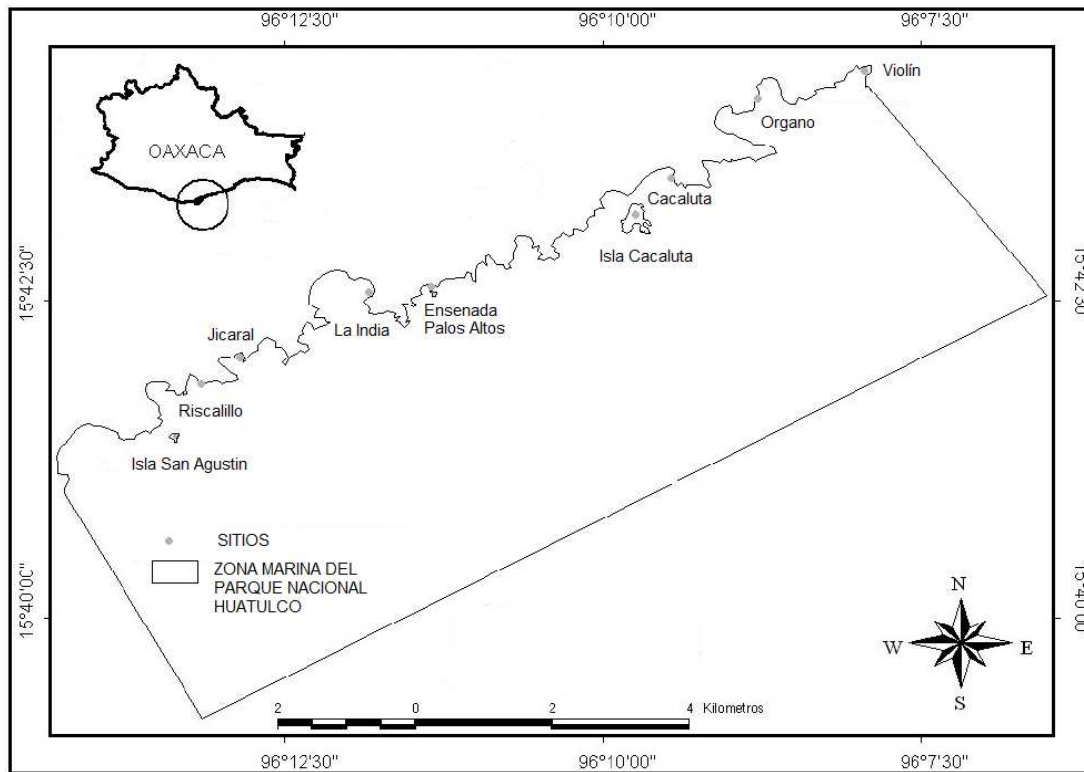 96°12'30" 96°10'00" 96°7'30"
Violín
Organo
OAXACA
Cacaluta
Isla Cacaluta
15°42'30"
15°42'30"
Ensenada
Palos Altos
La India
Jicaral
Riscalillo
Isla San Agustin
SITIOS
ZONA MARINA DEL
PARQUE NACIONAL
HUATULCO
15°40'00"
15°40'00"
N
W E
S
2 0 2 4 Kilometros
96°12'30" 96°10'00" 96°7'30"